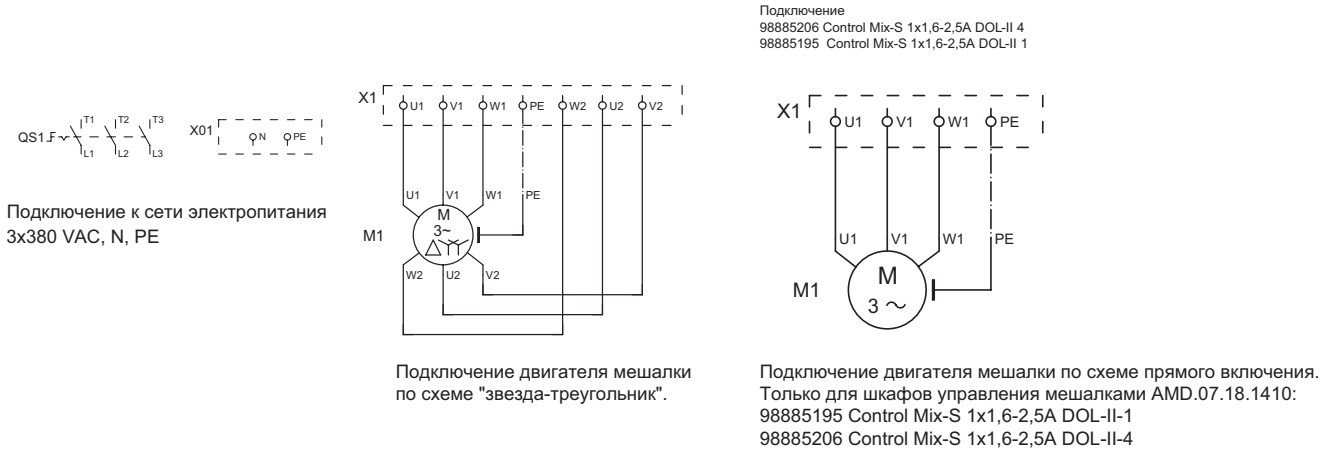 Подключение
98885206 Control Mix-S 1x1,6-2,5A DOL-II 4
98885195 Control Mix-S 1x1,6-2,5A DOL-II 1
QS1 T1 T2 T3
L1 L2 L3
X01 N PE
Подключение к сети электропитания
3x380 VAC, N, PE
X1 U1 V1 W1 PE W2 U2 V2
U1 V1 W1 PE
M1
M
3~
W2 U2 V2
Подключение двигателя мешалки
по схеме "звезда-треугольник".
X1 U1 V1 W1 PE
U1 V1 W1 PE
M1
M
3 ~
Подключение двигателя мешалки по схеме прямого включения.
Только для шкафов управления мешалками AMD.07.18.1410:
98885195 Control Mix-S 1x1,6-2,5A DOL-II-1
98885206 Control Mix-S 1x1,6-2,5A DOL-II-4